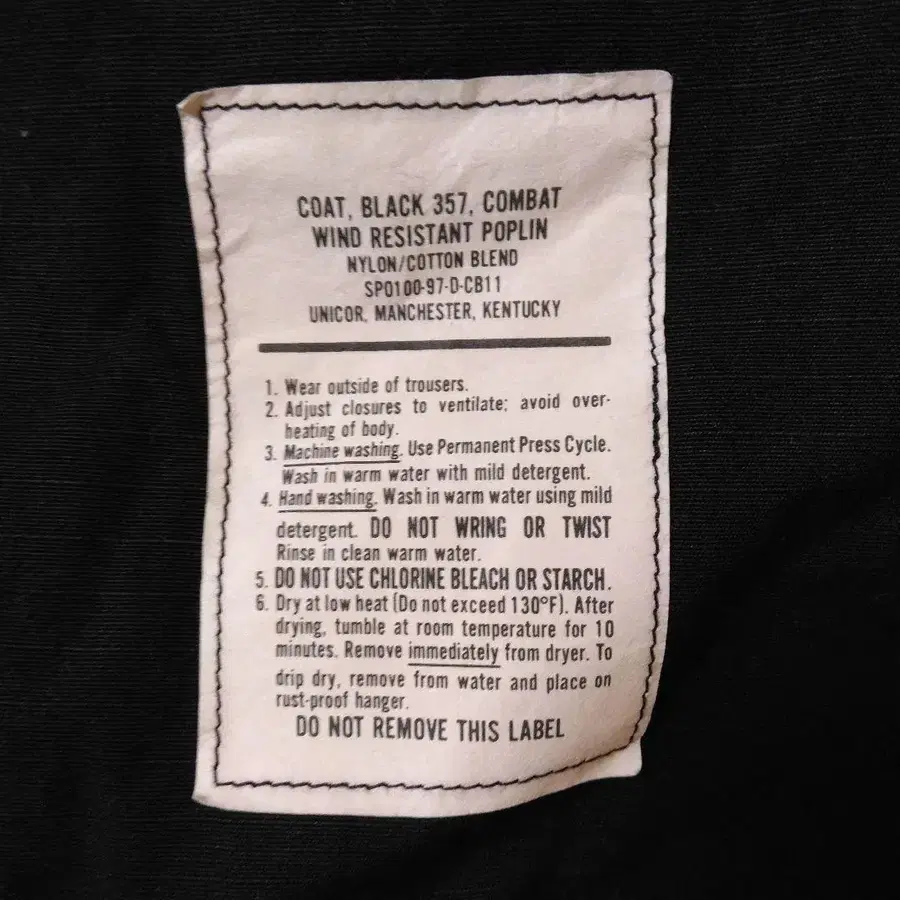 COAT, BLACK 357, COMBAT
WIND RESISTANT POPLIN
NYLON/COTTON BLEND
SPO100-97-D-CB11
UNICOR, MANCHESTER, KENTUCKY
1. Wear outside of trousers.
2. Adjust closures to ventilate; avoid over-
heating of body.
3. Machine washing. Use Permanent Press Cycle.
Wash in warm water with mild detergent.
4. Hand washing. Wash in warm water using mild
detergent. DO NOT WRING OR TWIST
Rinse in clean warm water.
5. DO NOT USE CHLORINE BLEACH OR STARCH.
6. Dry at low heat (Do not exceed 130°F). After
drying, tumble at room temperature for 10
minutes. Remove immediately from dryer. To
drip dry, remove from water and place on
rust-proof hanger.
DO NOT REMOVE THIS LABEL